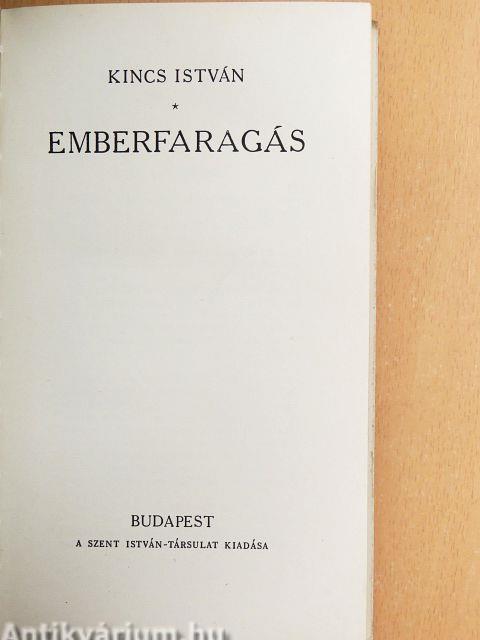 KINCS ISTVÁN
*
EMBERFARAGÁS
BUDAPEST
A SZENT ISTVÁN-TÁRSULAT KIADÁSA
Antikvárium.hu